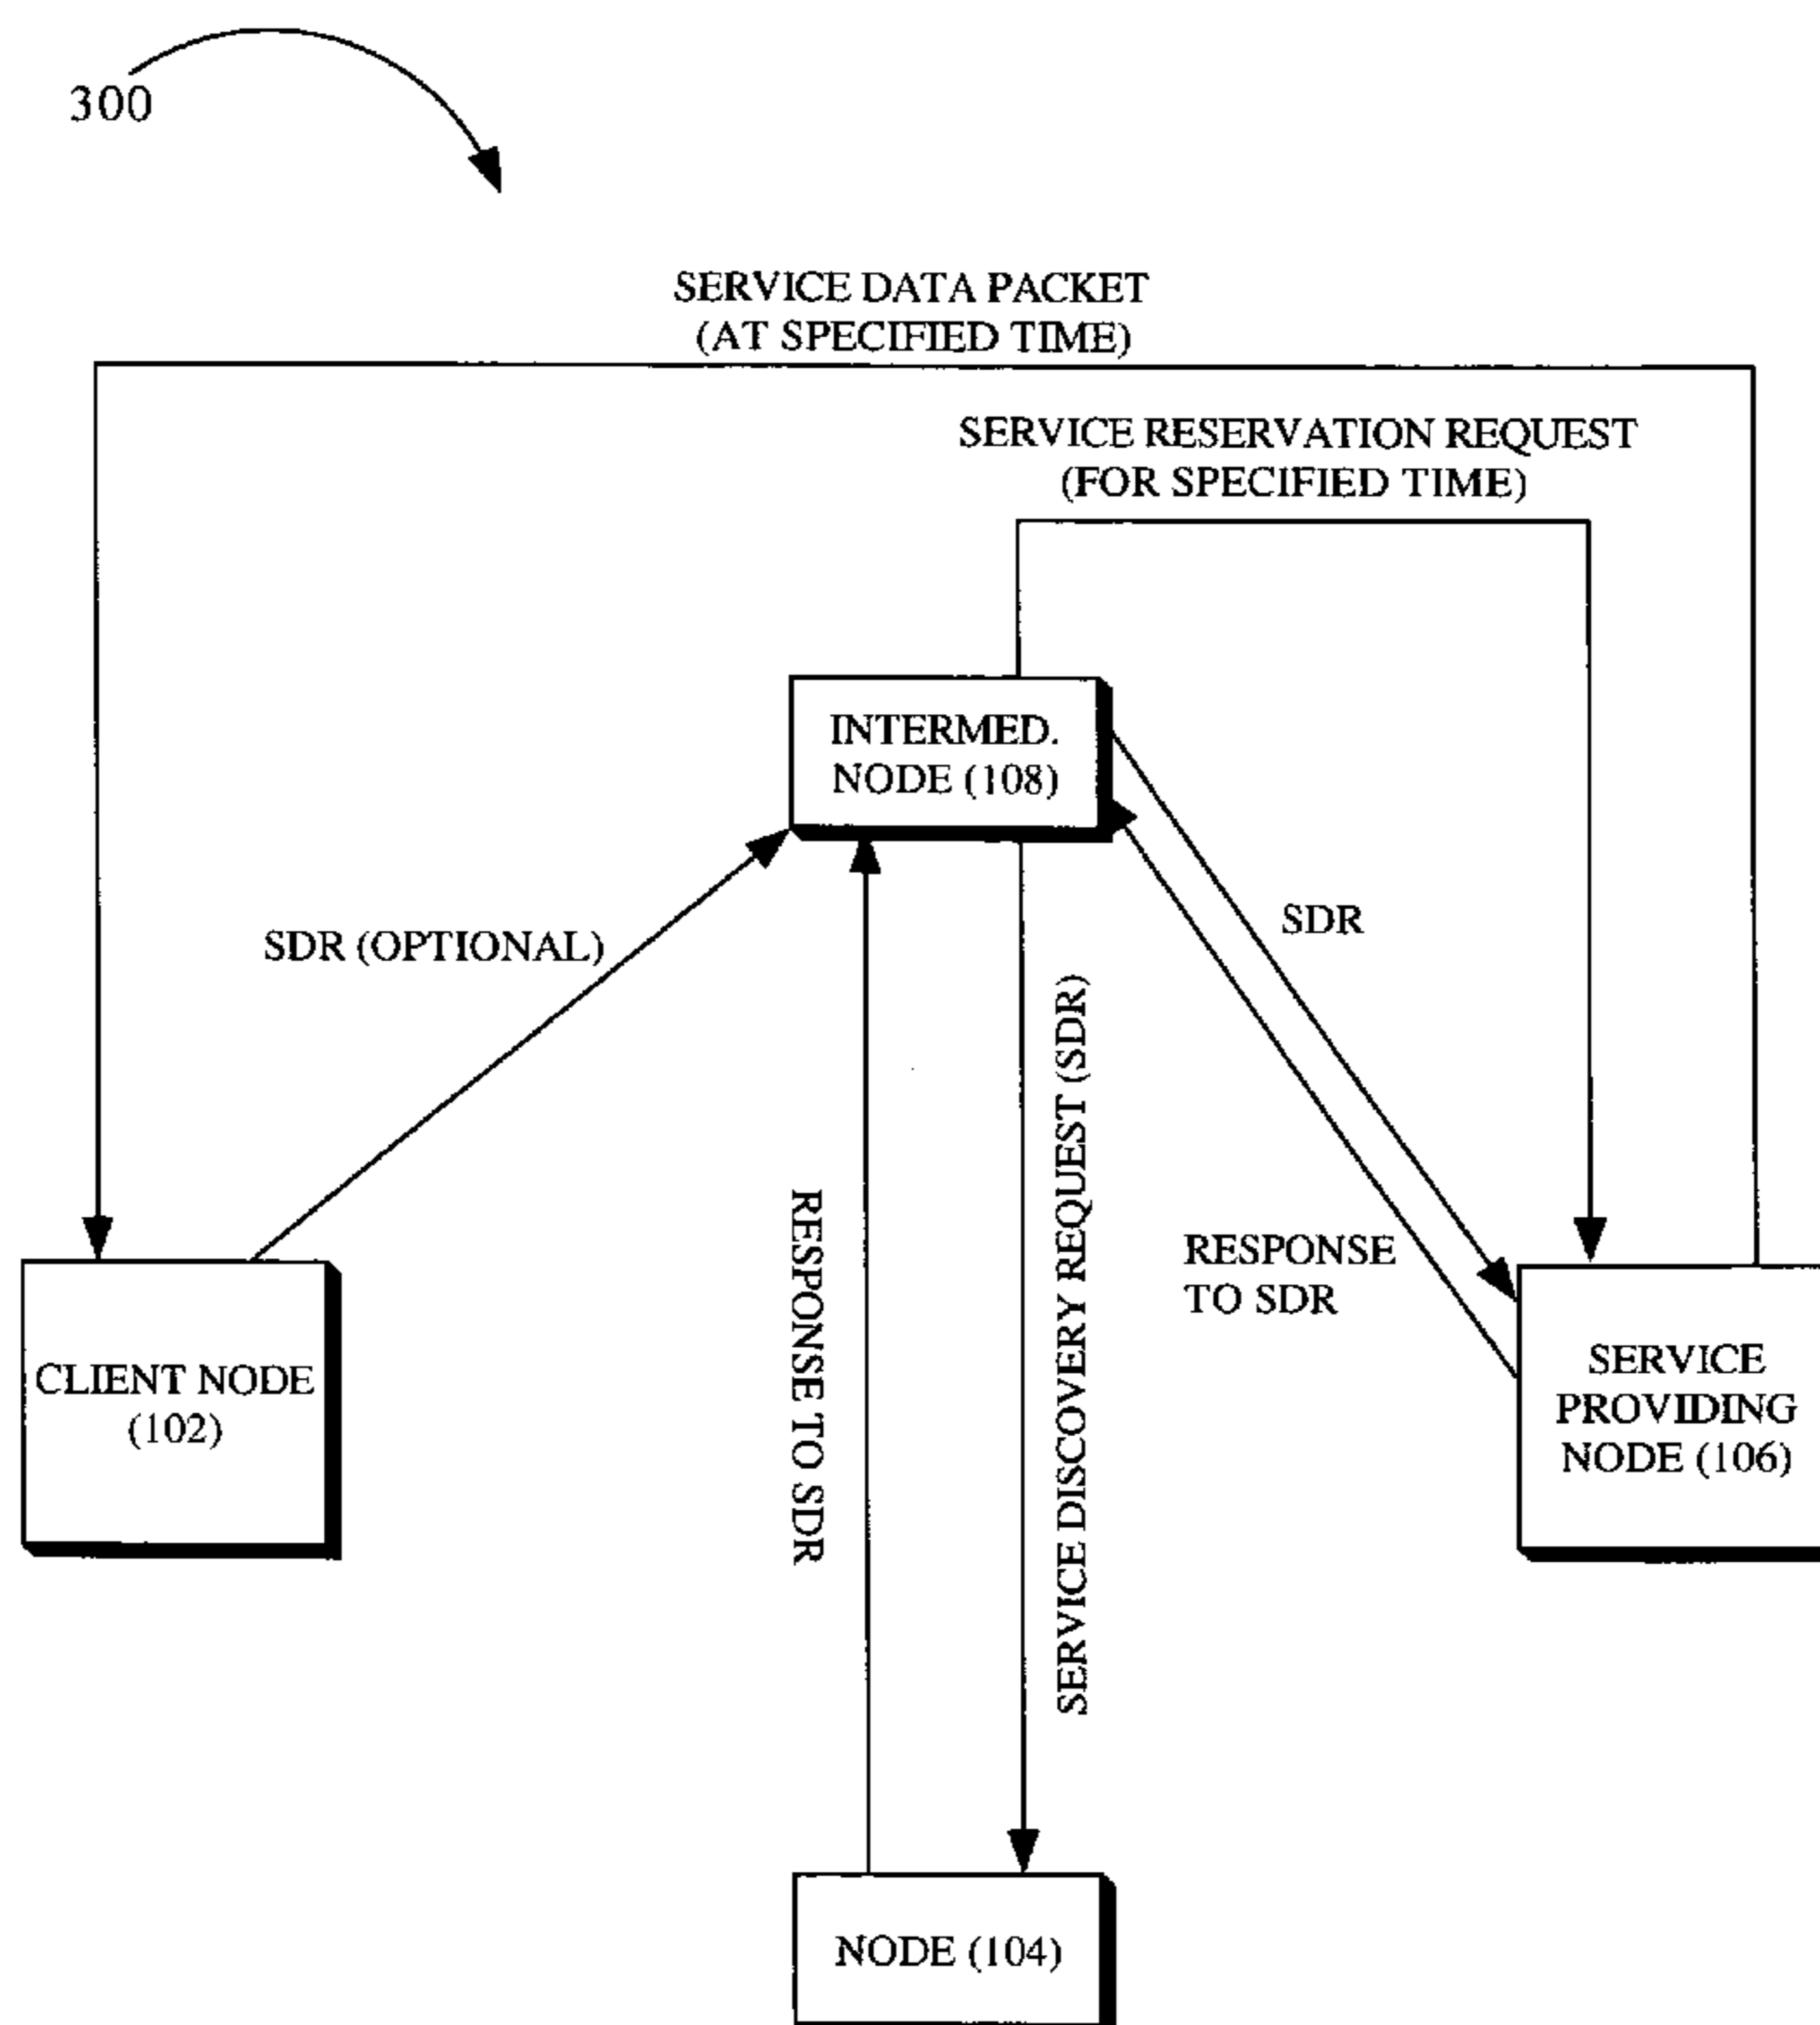 300
SERVICE DATA PACKET
(AT SPECIFIED TIME)
SERVICE RESERVATION REQUEST
(FOR SPECIFIED TIME)
INTERMED.
NODE (108)
SDR (OPTIONAL)
SDR
SERVICE DISCOVERY REQUEST (SDR)
RESPONSE TO SDR
RESPONSE
TO SDR
CLIENT NODE
(102)
SERVICE
PROVIDING
NODE (106)
NODE (104)